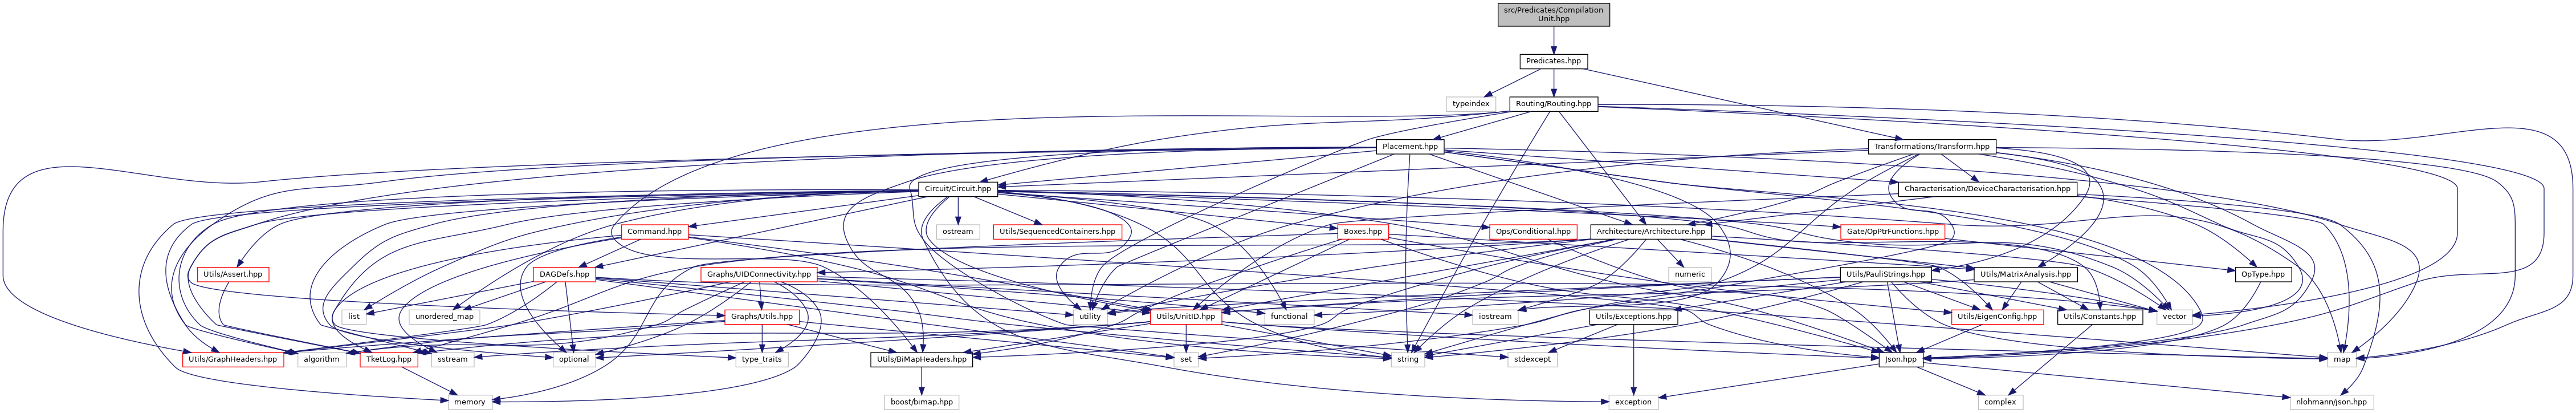 src/Predicates/Compilation
Unit.hpp
Predicates.hpp
typeindex
Routing/Routing.hpp
Placement.hpp
Transformations/Transform.hpp
Circuit/Circuit.hpp
Characterisation/DeviceCharacterisation.hpp
Command.hpp
ostream
Utils/SequencedContainers.hpp
Boxes.hpp
Ops/Conditional.hpp
Architecture/Architecture.hpp
Gate/OpPtrFunctions.hpp
Utils/Assert.hpp
DAGDefs.hpp
Graphs/UIDConnectivity.hpp
numeric
Utils/PauliStrings.hpp
Utils/MatrixAnalysis.hpp
OpType.hpp
list
unordered_map
Graphs/Utils.hpp
utility
Utils/UnitID.hpp
functional
iostream
Utils/Exceptions.hpp
Utils/EigenConfig.hpp
Utils/Constants.hpp
vector
Utils/GraphHeaders.hpp
algorithm
TketLog.hpp
sstream
optional
type_traits
Utils/BiMapHeaders.hpp
set
string
stdexcept
Json.hpp
map
memory
boost/bimap.hpp
exception
complex
nlohmann/json.hpp